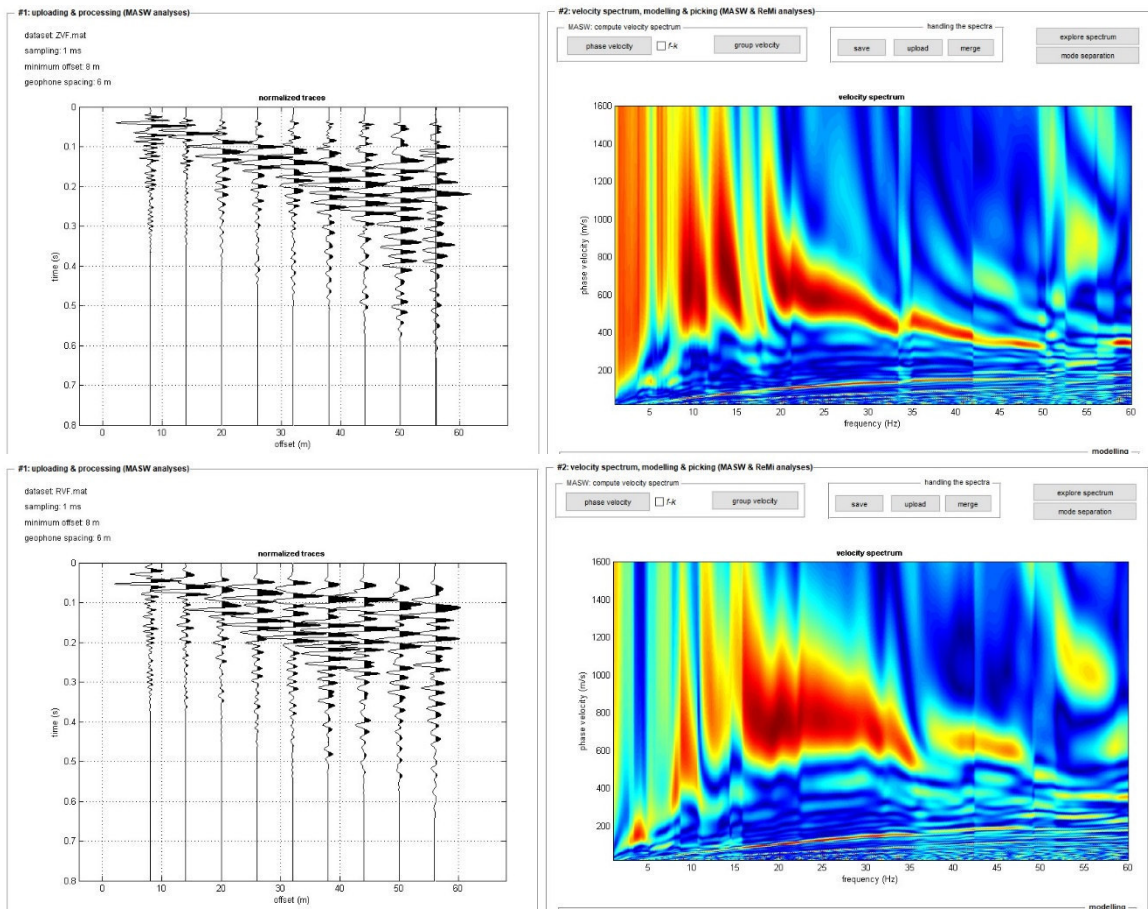 #1: uploading & processing (MASW analyses)
dataset: ZVF.mat
sampling: 1 ms
minimum offset: 8 m
geophone spacing: 6 m
normalized traces
time (s)
0
0.1
0.2
0.3
0.4
0.5
0.6
0.7
0.8
0 10 20 30 40 50 60
offset (m)
#2: velocity spectrum, modelling & picking (MASW & ReMi analyses)
MASW: compute velocity spectrum
phase velocity f-k group velocity
handling the spectra
save upload merge
explore spectrum
mode separation
velocity spectrum
phase velocity (m/s)
1600
1400
1200
1000
800
600
400
200
5 10 15 20 25 30 35 40 45 50 55 60
frequency (Hz)
modelling
#1: uploading & processing (MASW analyses)
dataset: RVF.mat
sampling: 1 ms
minimum offset: 8 m
geophone spacing: 6 m
normalized traces
time (s)
0
0.1
0.2
0.3
0.4
0.5
0.6
0.7
0.8
0 10 20 30 40 50 60
offset (m)
#2: velocity spectrum, modelling & picking (MASW & ReMi analyses)
MASW: compute velocity spectrum
phase velocity f-k group velocity
handling the spectra
save upload merge
explore spectrum
mode separation
velocity spectrum
phase velocity (m/s)
1600
1400
1200
1000
800
600
400
200
5 10 15 20 25 30 35 40 45 50 55 60
frequency (Hz)
modelling